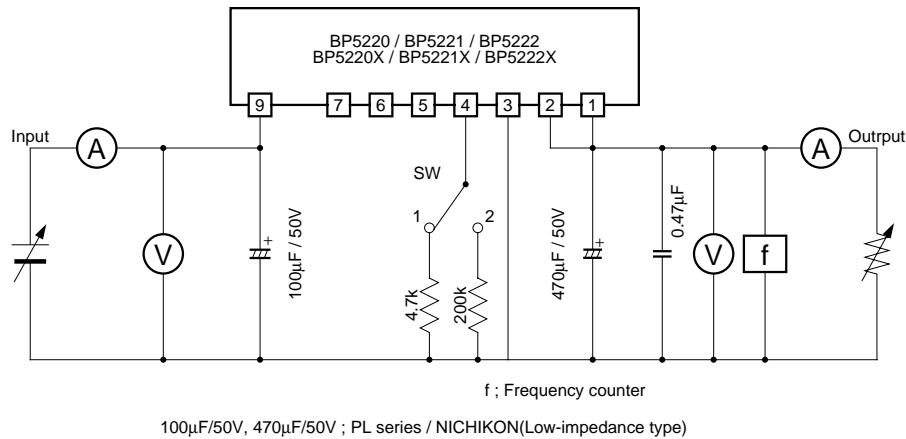 BP5220 / BP5221 / BP5222
BP5220X / BP5221X / BP5222X
9 7 6 5 4 3 2 1
Input
A
A
Outrput
SW
1
2
V
+
100µF / 50V
4.7k
200k
470µF / 50V
+
0.47µF
V
f
f ; Frequency counter
100µF/50V, 470µF/50V ; PL series / NICHIKON(Low-impedance type)